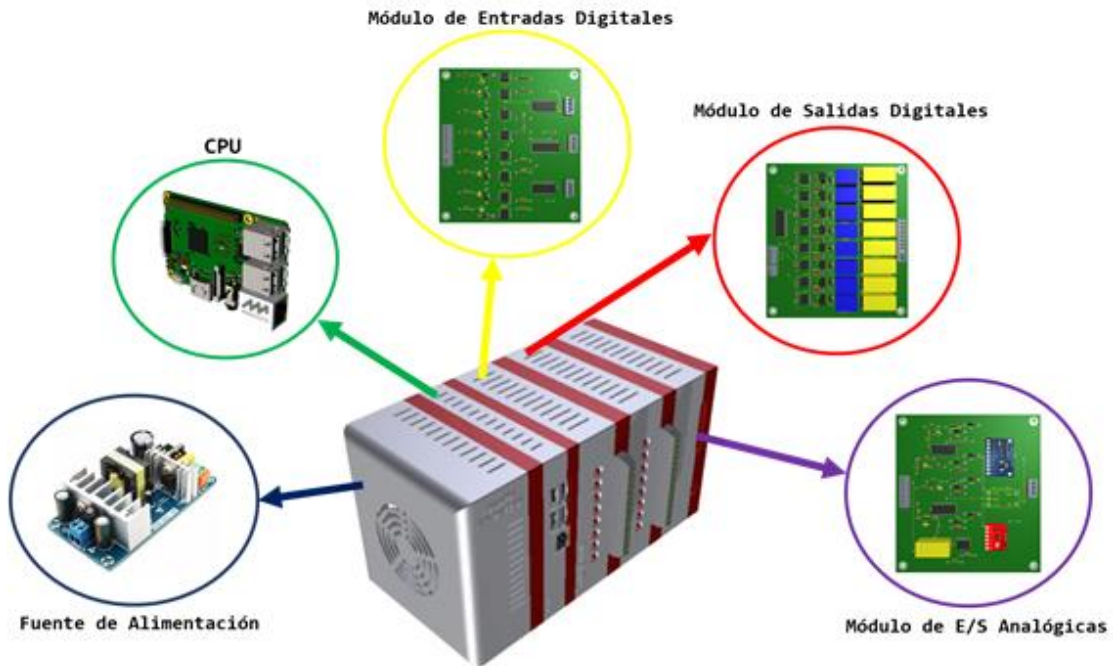 Módulo de Entradas Digitales
Módulo de Salidas Digitales
CPU
Fuente de Alimentación
Módulo de E/S Analógicas